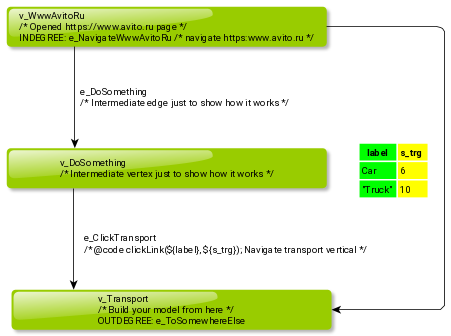 v_WwwAvitoRu
/* Opened https://www.avito.ru page */
INDEGREE: e_NavigateWwwAvitoRu /* navigate https:www.avito.ru */
e_DoSomething
/* Intermediate edge just to show how it works */
v_DoSomething
/* Intermediate vertex just to show how it works */
label s_trg
Car 6
"Truck" 10
e_ClickTransport
/*@code clickLink(${label},${s_trg}); Navigate transport vertical */
v_Transport
/* Build your model from here */
OUTDEGREE: e_ToSomewhereElse